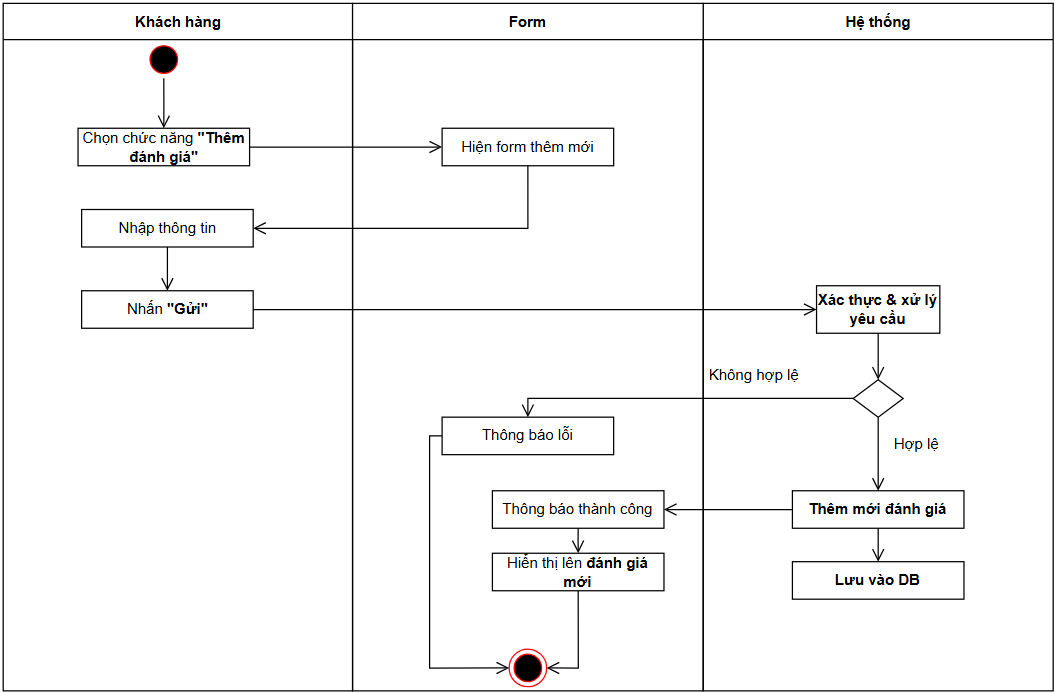 Khách hàng
Form
Hệ thống
Chọn chức năng "Thêm
đánh giá"
Hiện form thêm mới
Nhập thông tin
Nhấn "Gửi"
Xác thực & xử lý
yêu cầu
Không hợp lệ
Thông báo lỗi
Hợp lệ
Thông báo thành công
Thêm mới đánh giá
Hiển thị lên đánh giá
mới
Lưu vào DB